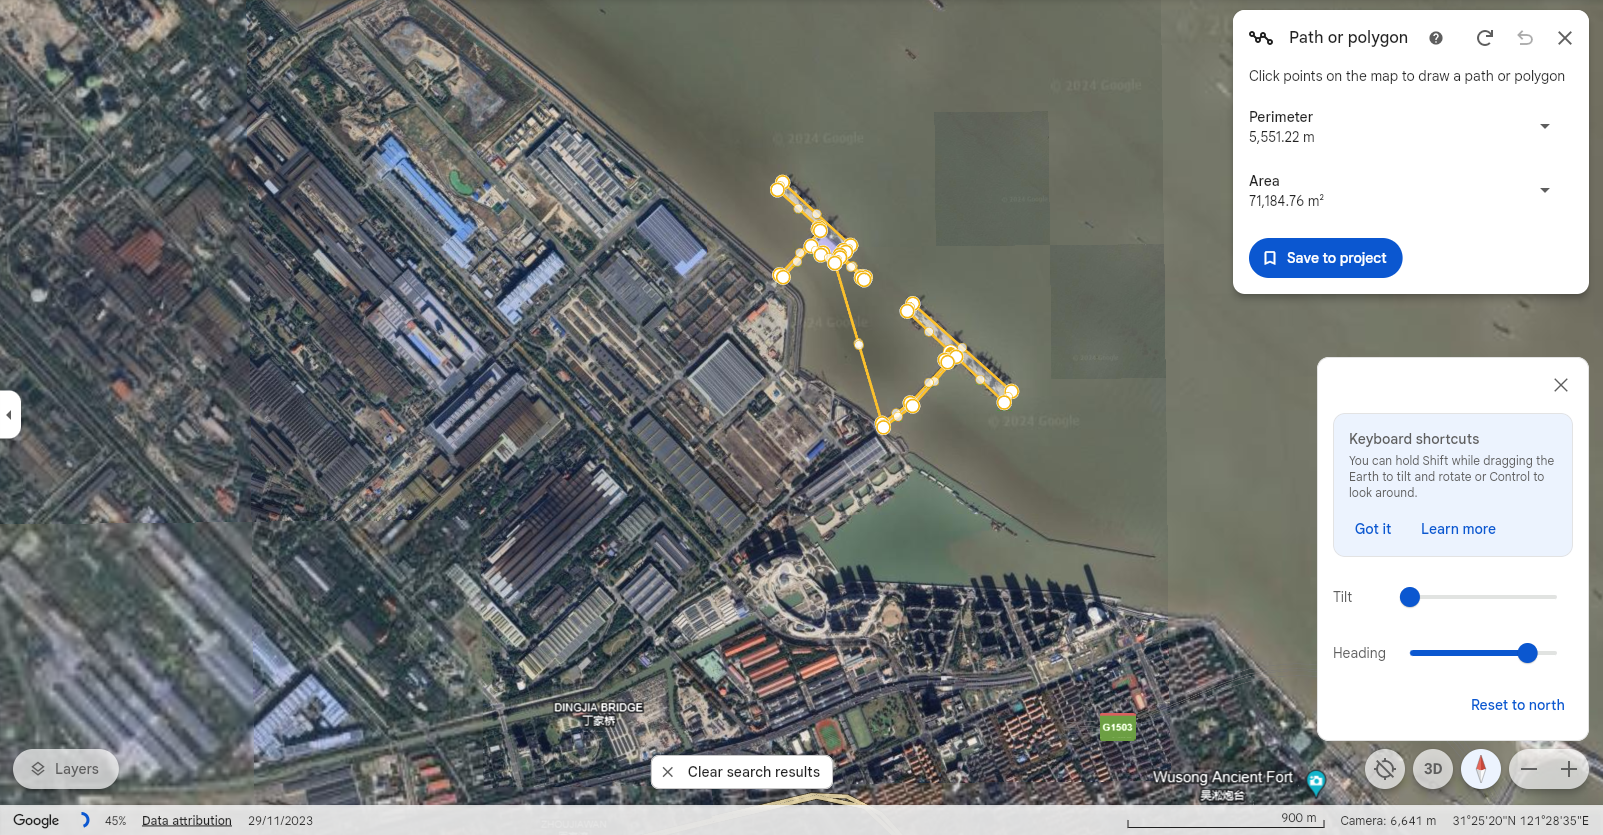 Path or polygon
Click points on the map to draw a path or polygon
Perimeter
5,551.22 m
Area
71,184.76 m²
Save to project
© 2024 Google
© 2024 Google
2024 Google
© 2024 Google
Keyboard shortcuts
You can hold Shift while dragging the
Earth to tilt and rotate or Control to
look around.
Got it
Learn more
Tilt
Heading
Reset to north
DINGJIA BRIDGE
丁家桥
G1503
Wusong Ancient Fort
吴淞炮台
Layers
Clear search results
3D
Google
45%
Data attribution
29/11/2023
900 m
Camera: 6,641 m
31°25'20"N 121°28'35"E